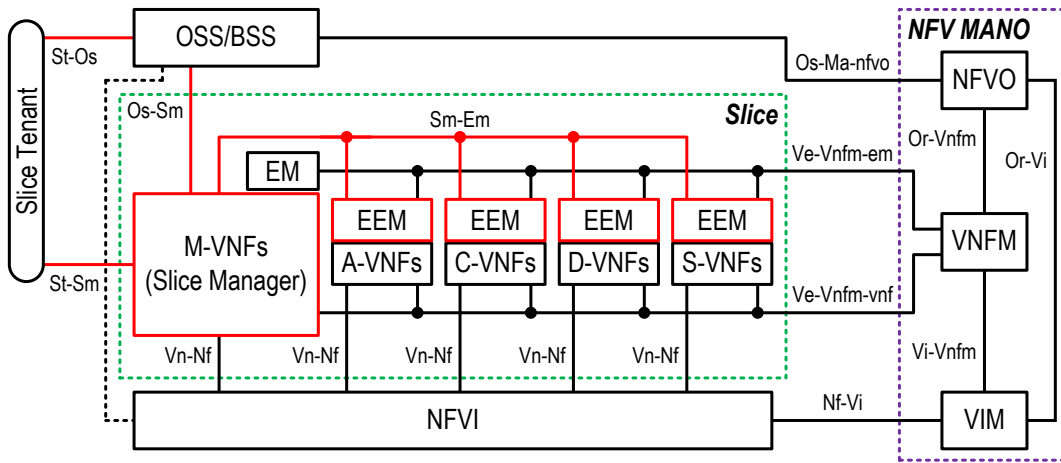 OSS/BSS
NFV MANO
St-Os
Os-Ma-nfvo
NFVO
Os-Sm
Sm-Em
Slice
Slice Tenant
Or-Vnfm
Or-Vi
Ve-Vnfm-em
EM
EEM
EEM
EEM
EEM
M-VNFs
(Slice Manager)
A-VNFs
C-VNFs
D-VNFs
S-VNFs
VNFM
St-Sm
Ve-Vnfm-vnf
Vn-Nf
Vn-Nf
Vn-Nf
Vn-Nf
Vn-Nf
Vi-Vnfm
NFVI
Nf-Vi
VIM